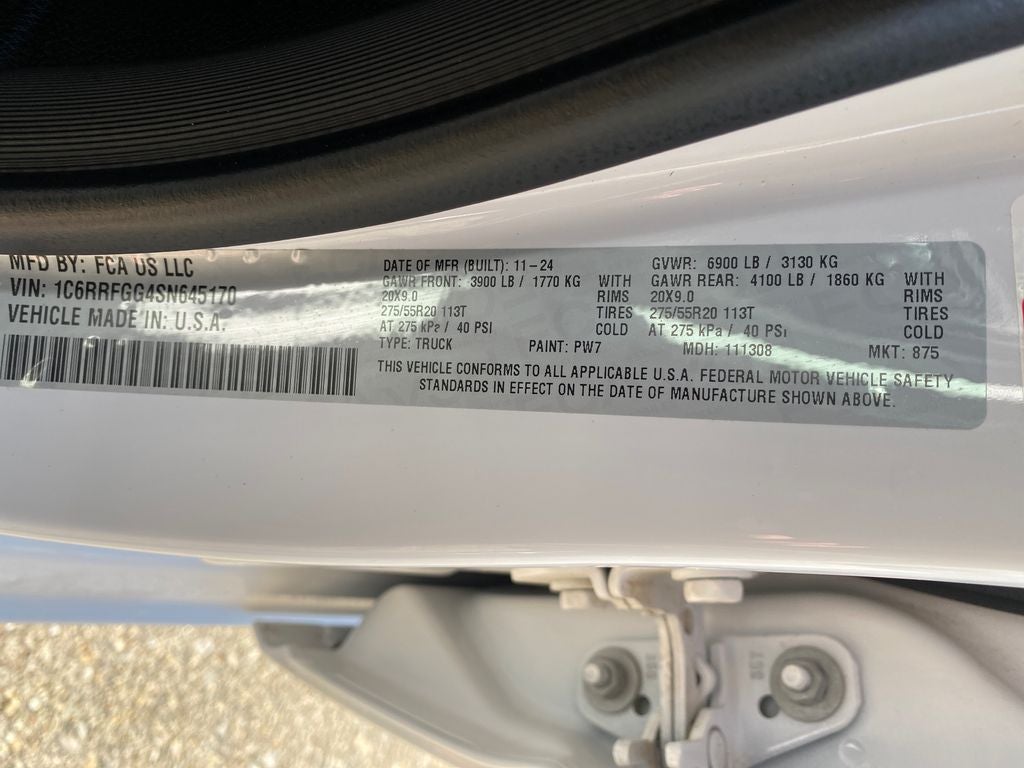 MFD BY: FCA US LLC
VIN: 1C6RRFGG4SN645170
VEHICLE MADE IN: U.S.A.
DATE OF MFR (BUILT): 11-24
GAWR FRONT: 3900 LB / 1770 KG WITH
20X9.0 RIMS
275/55R20 113T TIRES
AT 275 kPa / 40 PSI COLD
TYPE: TRUCK PAINT: PW7
GVWR: 6900 LB / 3130 KG
GAWR REAR: 4100 LB / 1860 KG WITH
20X9.0 RIMS
275/55R20 113T TIRES
AT 275 kPa / 40 PSI COLD
MDH: 111308 MKT: 875
THIS VEHICLE CONFORMS TO ALL APPLICABLE U.S.A. FEDERAL MOTOR VEHICLE SAFETY
STANDARDS IN EFFECT ON THE DATE OF MANUFACTURE SHOWN ABOVE.